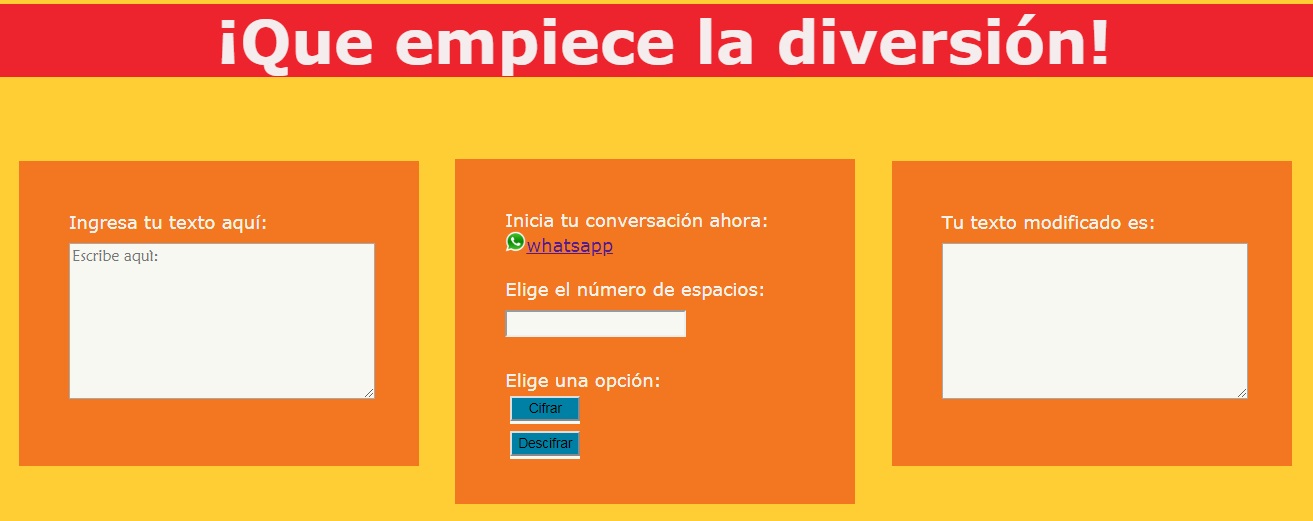 ¡Que empiece la diversión!
Ingresa tu texto aquí:
Escribe aquì:
Inicia tu conversación ahora:
whatsapp
Elige el número de espacios:
Elige una opción:
Cifrar
Descifrar
Tu texto modificado es: